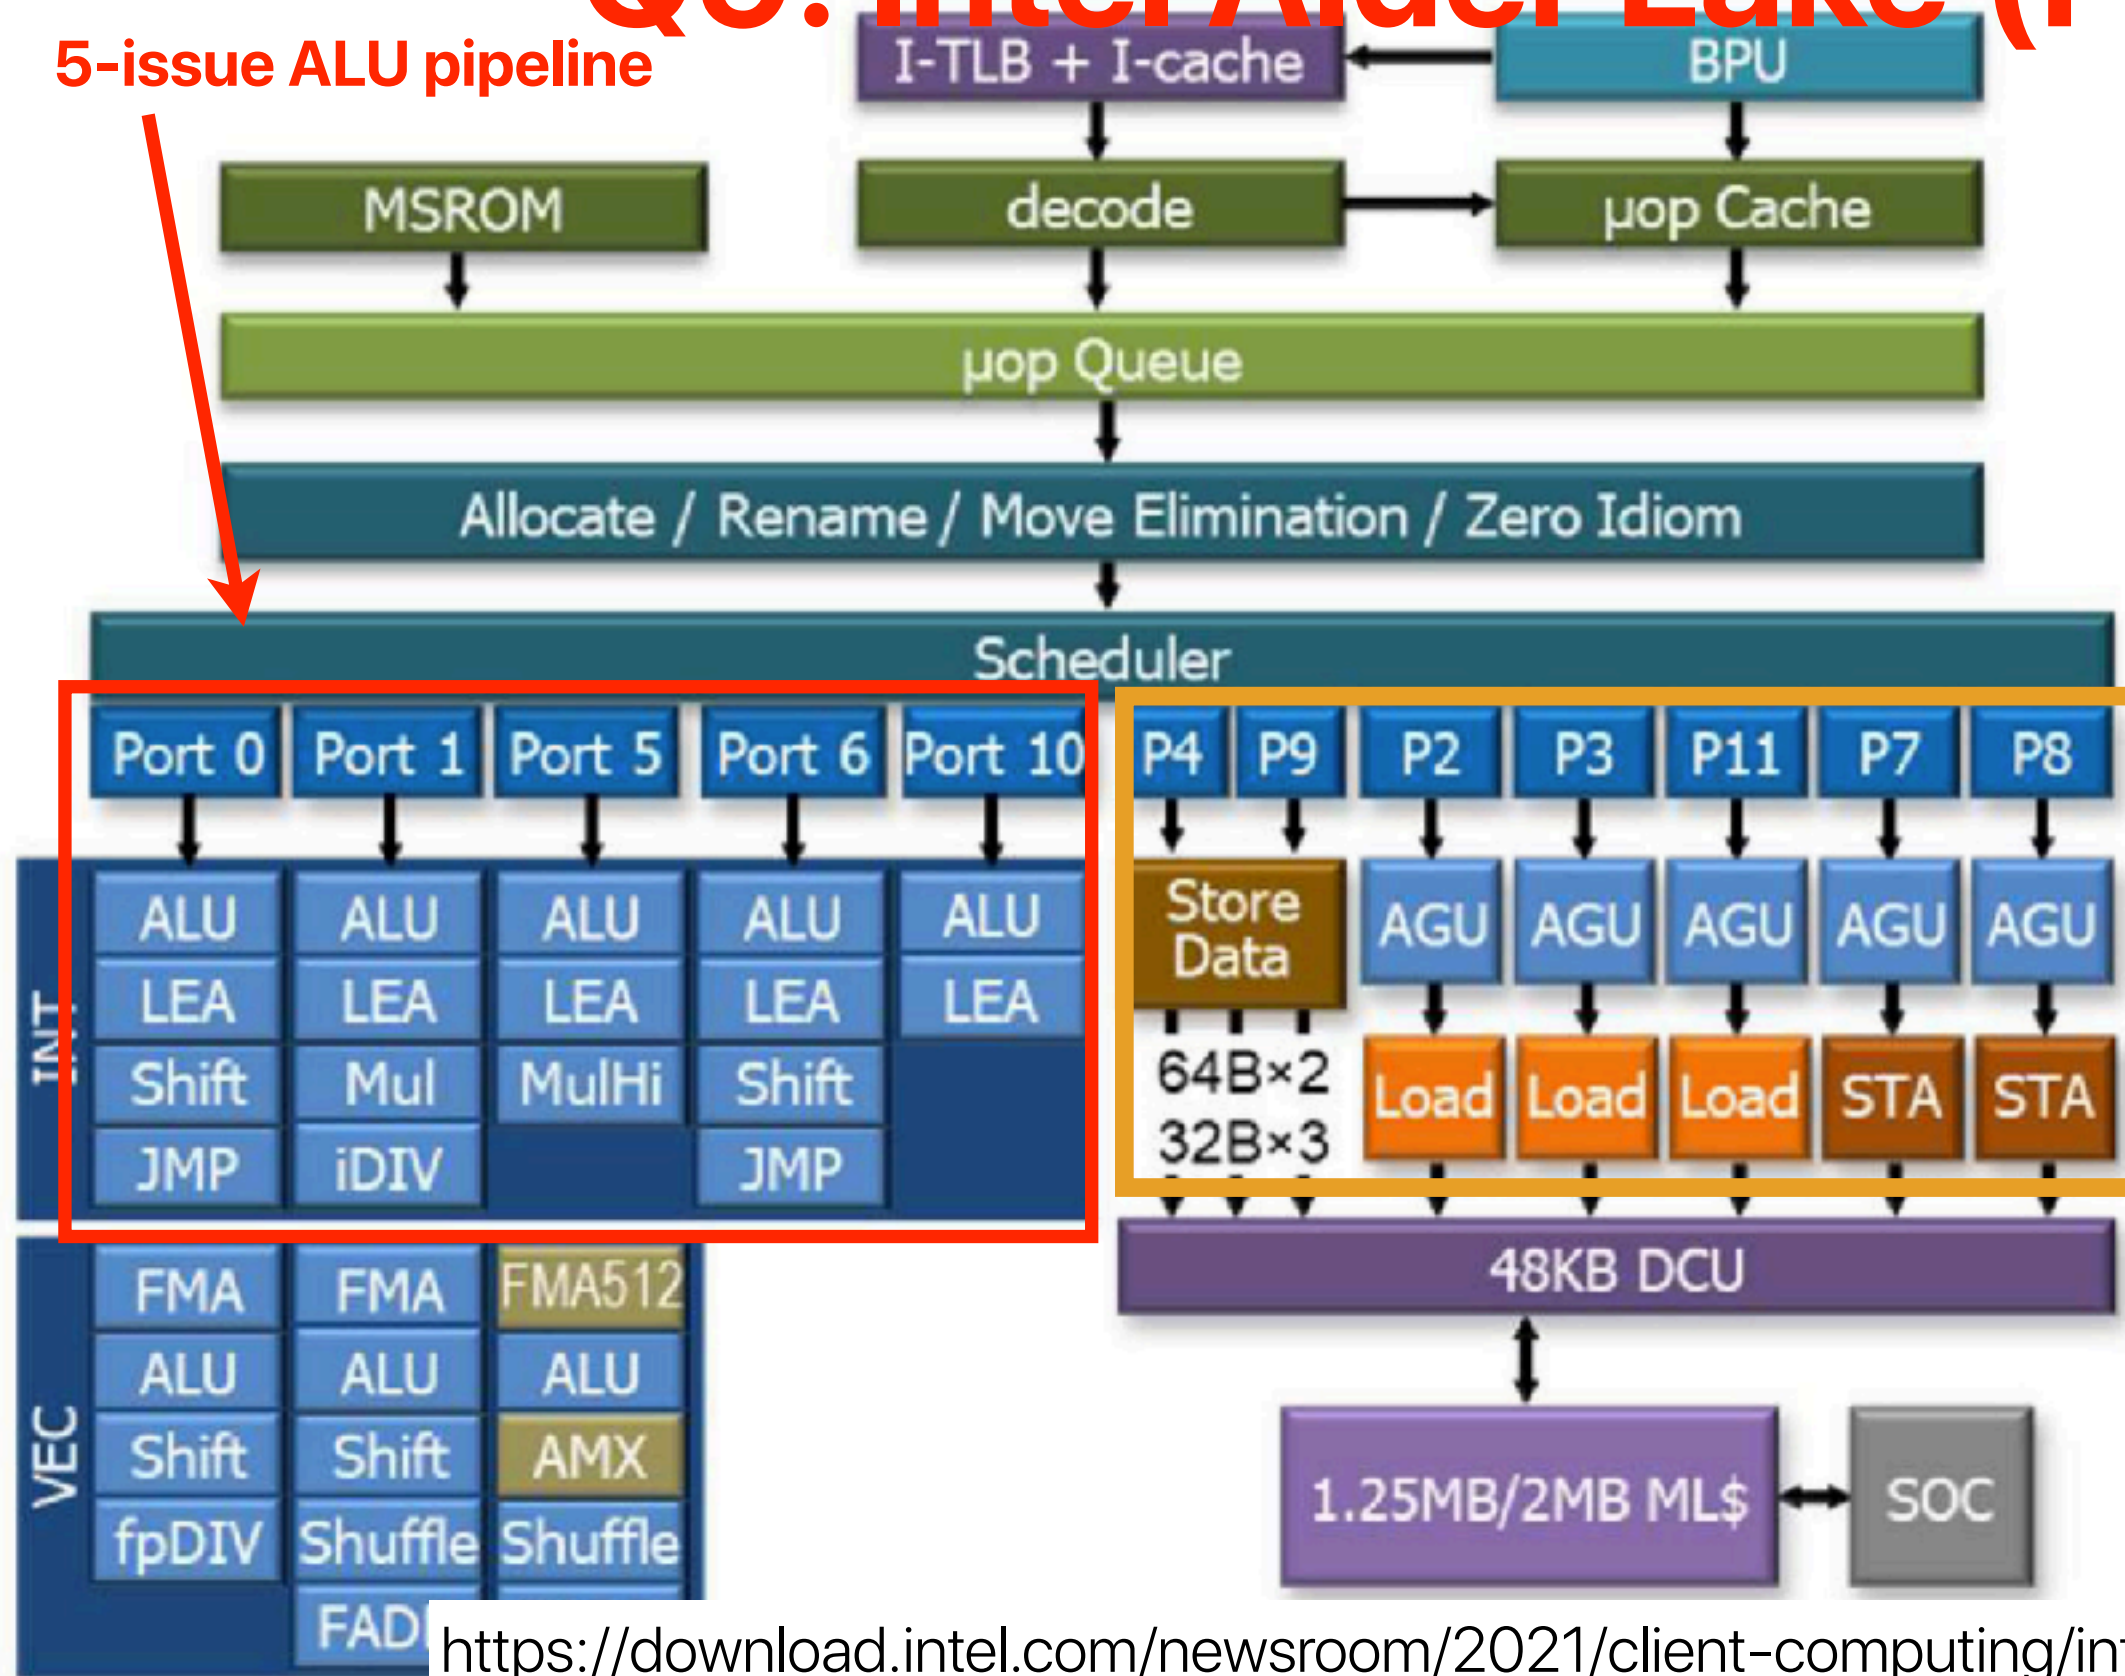 5-issue ALU pipeline
I-TLB + I-cache
BPU
MSROM
decode
µop Cache
µop Queue
Allocate / Rename / Move Elimination / Zero Idiom
Scheduler
Port 0 Port 1 Port 5 Port 6 Port 10 P4 P9 P2 P3 P11 P7 P8
INT
ALU ALU ALU ALU ALU
LEA LEA LEA LEA LEA
Shift Mul MulHi Shift
JMP iDIV JMP
Store
Data
AGU AGU AGU AGU AGU
64B×2
32B×3
Load Load Load STA STA
48KB DCU
VEC
FMA FMA FMA512
ALU ALU ALU
Shift Shift AMX
fpDIV Shuffle Shuffle
1.25MB/2MB ML$
SOC
https://download.intel.com/newsroom/2021/client-computing/in